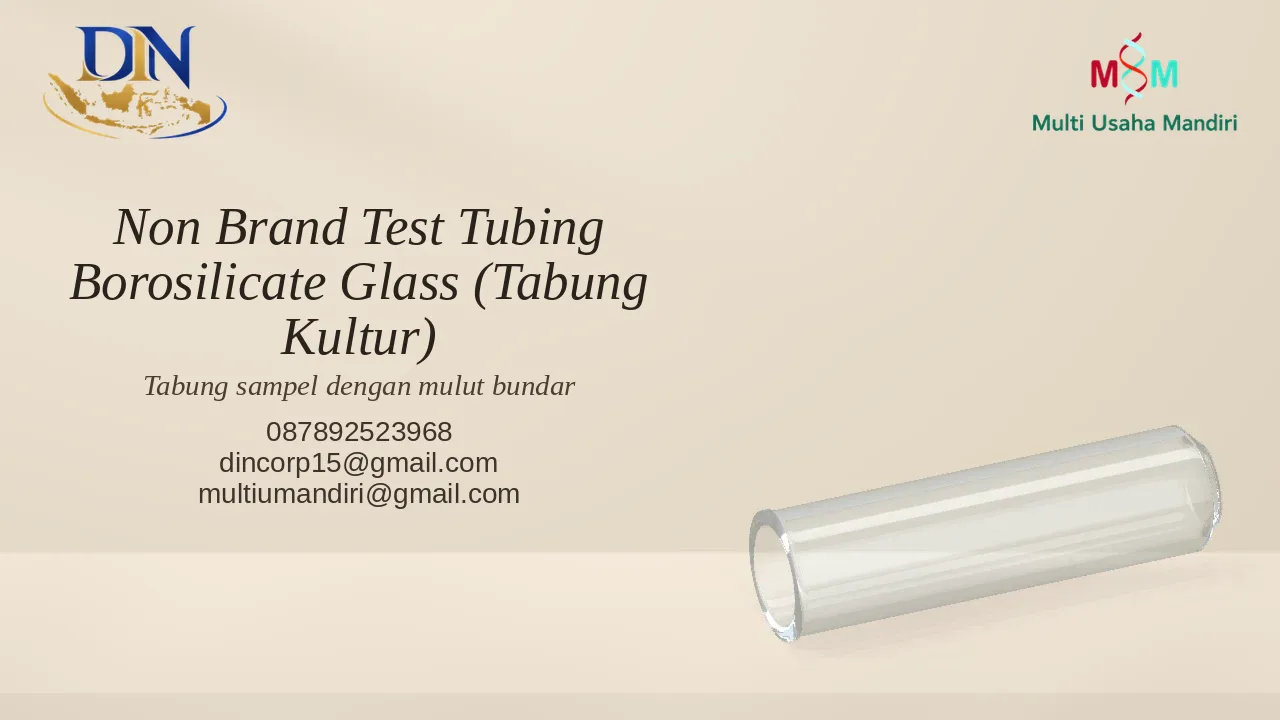 DIN
M M
Multi Usaha Mandiri
Non Brand Test Tubing
Borosilicate Glass (Tabung
Kultur)
Tabung sampel dengan mulut bundar
087892523968
dincorp15@gmail.com
multiumandiri@gmail.com